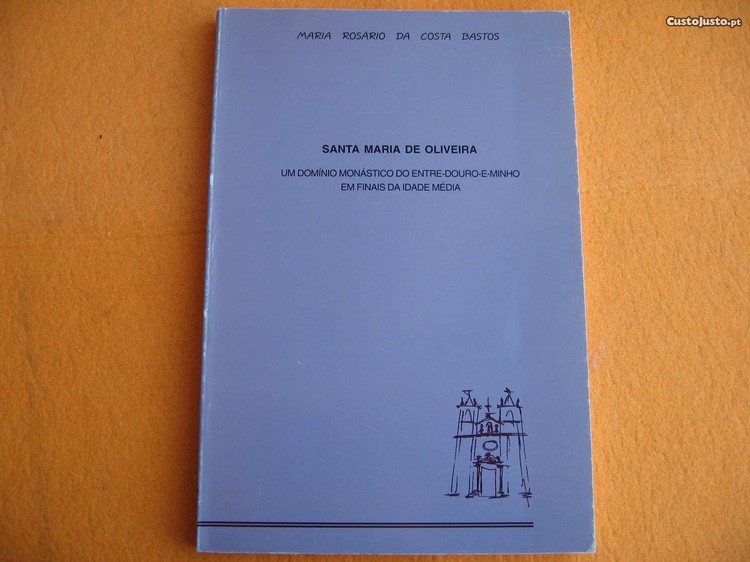 CustoJusto.pt
MARIA ROSÁRIO DA COSTA BASTOS
SANTA MARIA DE OLIVEIRA
UM DOMÍNIO MONÁSTICO DO ENTRE-DOURO-E-MINHO
EM FINAIS DA IDADE MÉDIA